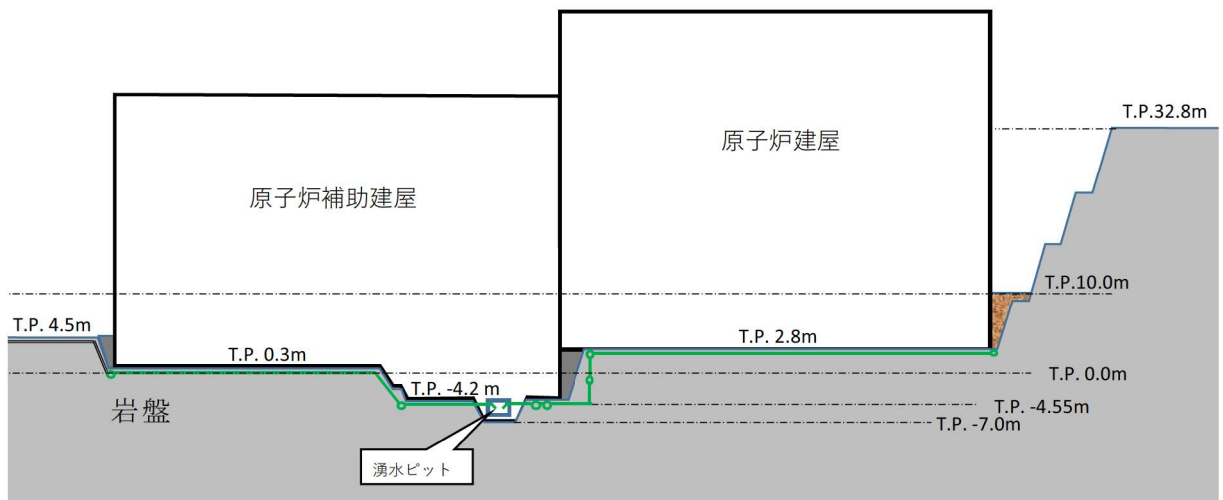 T.P.32.8m
原子炉建屋
原子炉補助建屋
T.P.10.0m
T.P. 4.5m
T.P. 0.3m
T.P. 2.8m
T.P. 0.0m
T.P. -4.2 m
T.P. -4.55m
岩盤
T.P. -7.0m
湧水ピット